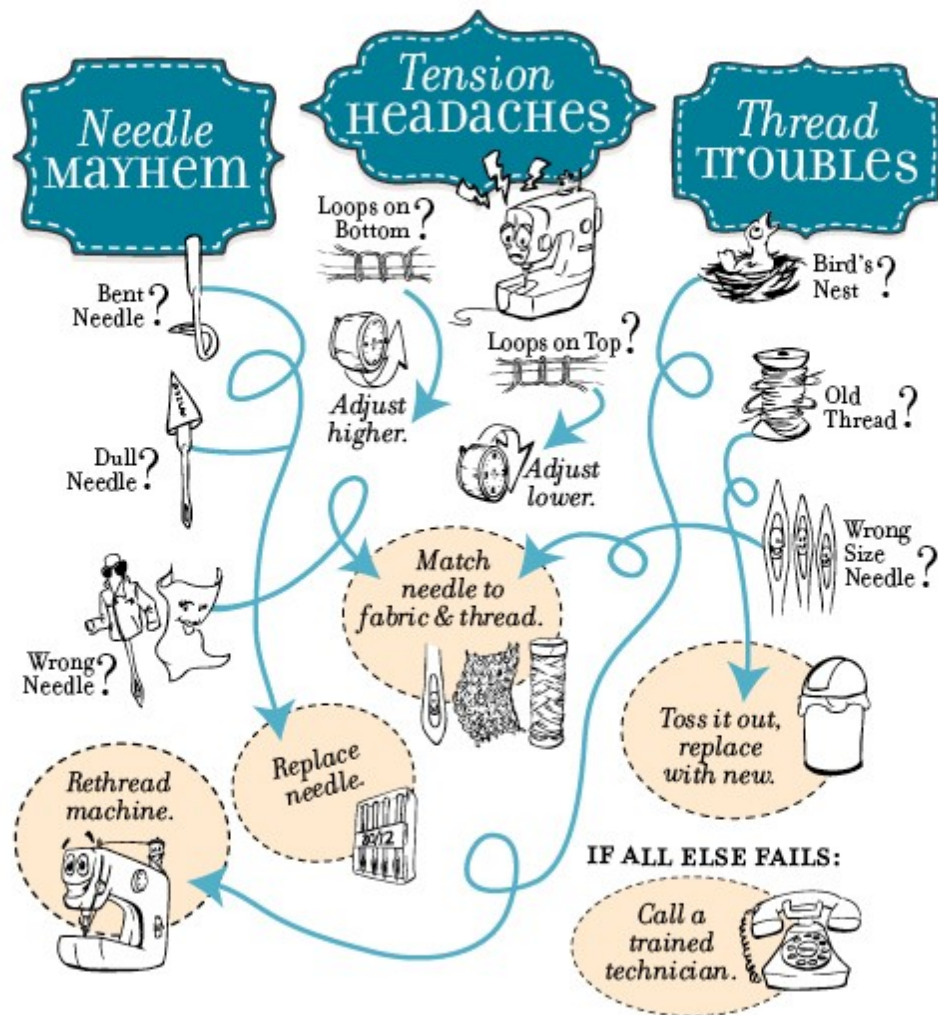 Needle
MAYHEM
Tension
HEADACHES
Thread
TROUBLES
Bent
Needle?
Dull
Needle?
Wrong
Needle?
Loops on
Bottom?
Adjust
higher.
Loops on Top?
Adjust
lower.
Bird's
Nest?
Old
Thread?
Wrong
Size
Needle?
Match
needle to
fabric & thread.
Replace
needle.
80/12
Rethread
machine.
Toss it out,
replace
with new.
IF ALL ELSE FAILS:
Call a
trained
technician.